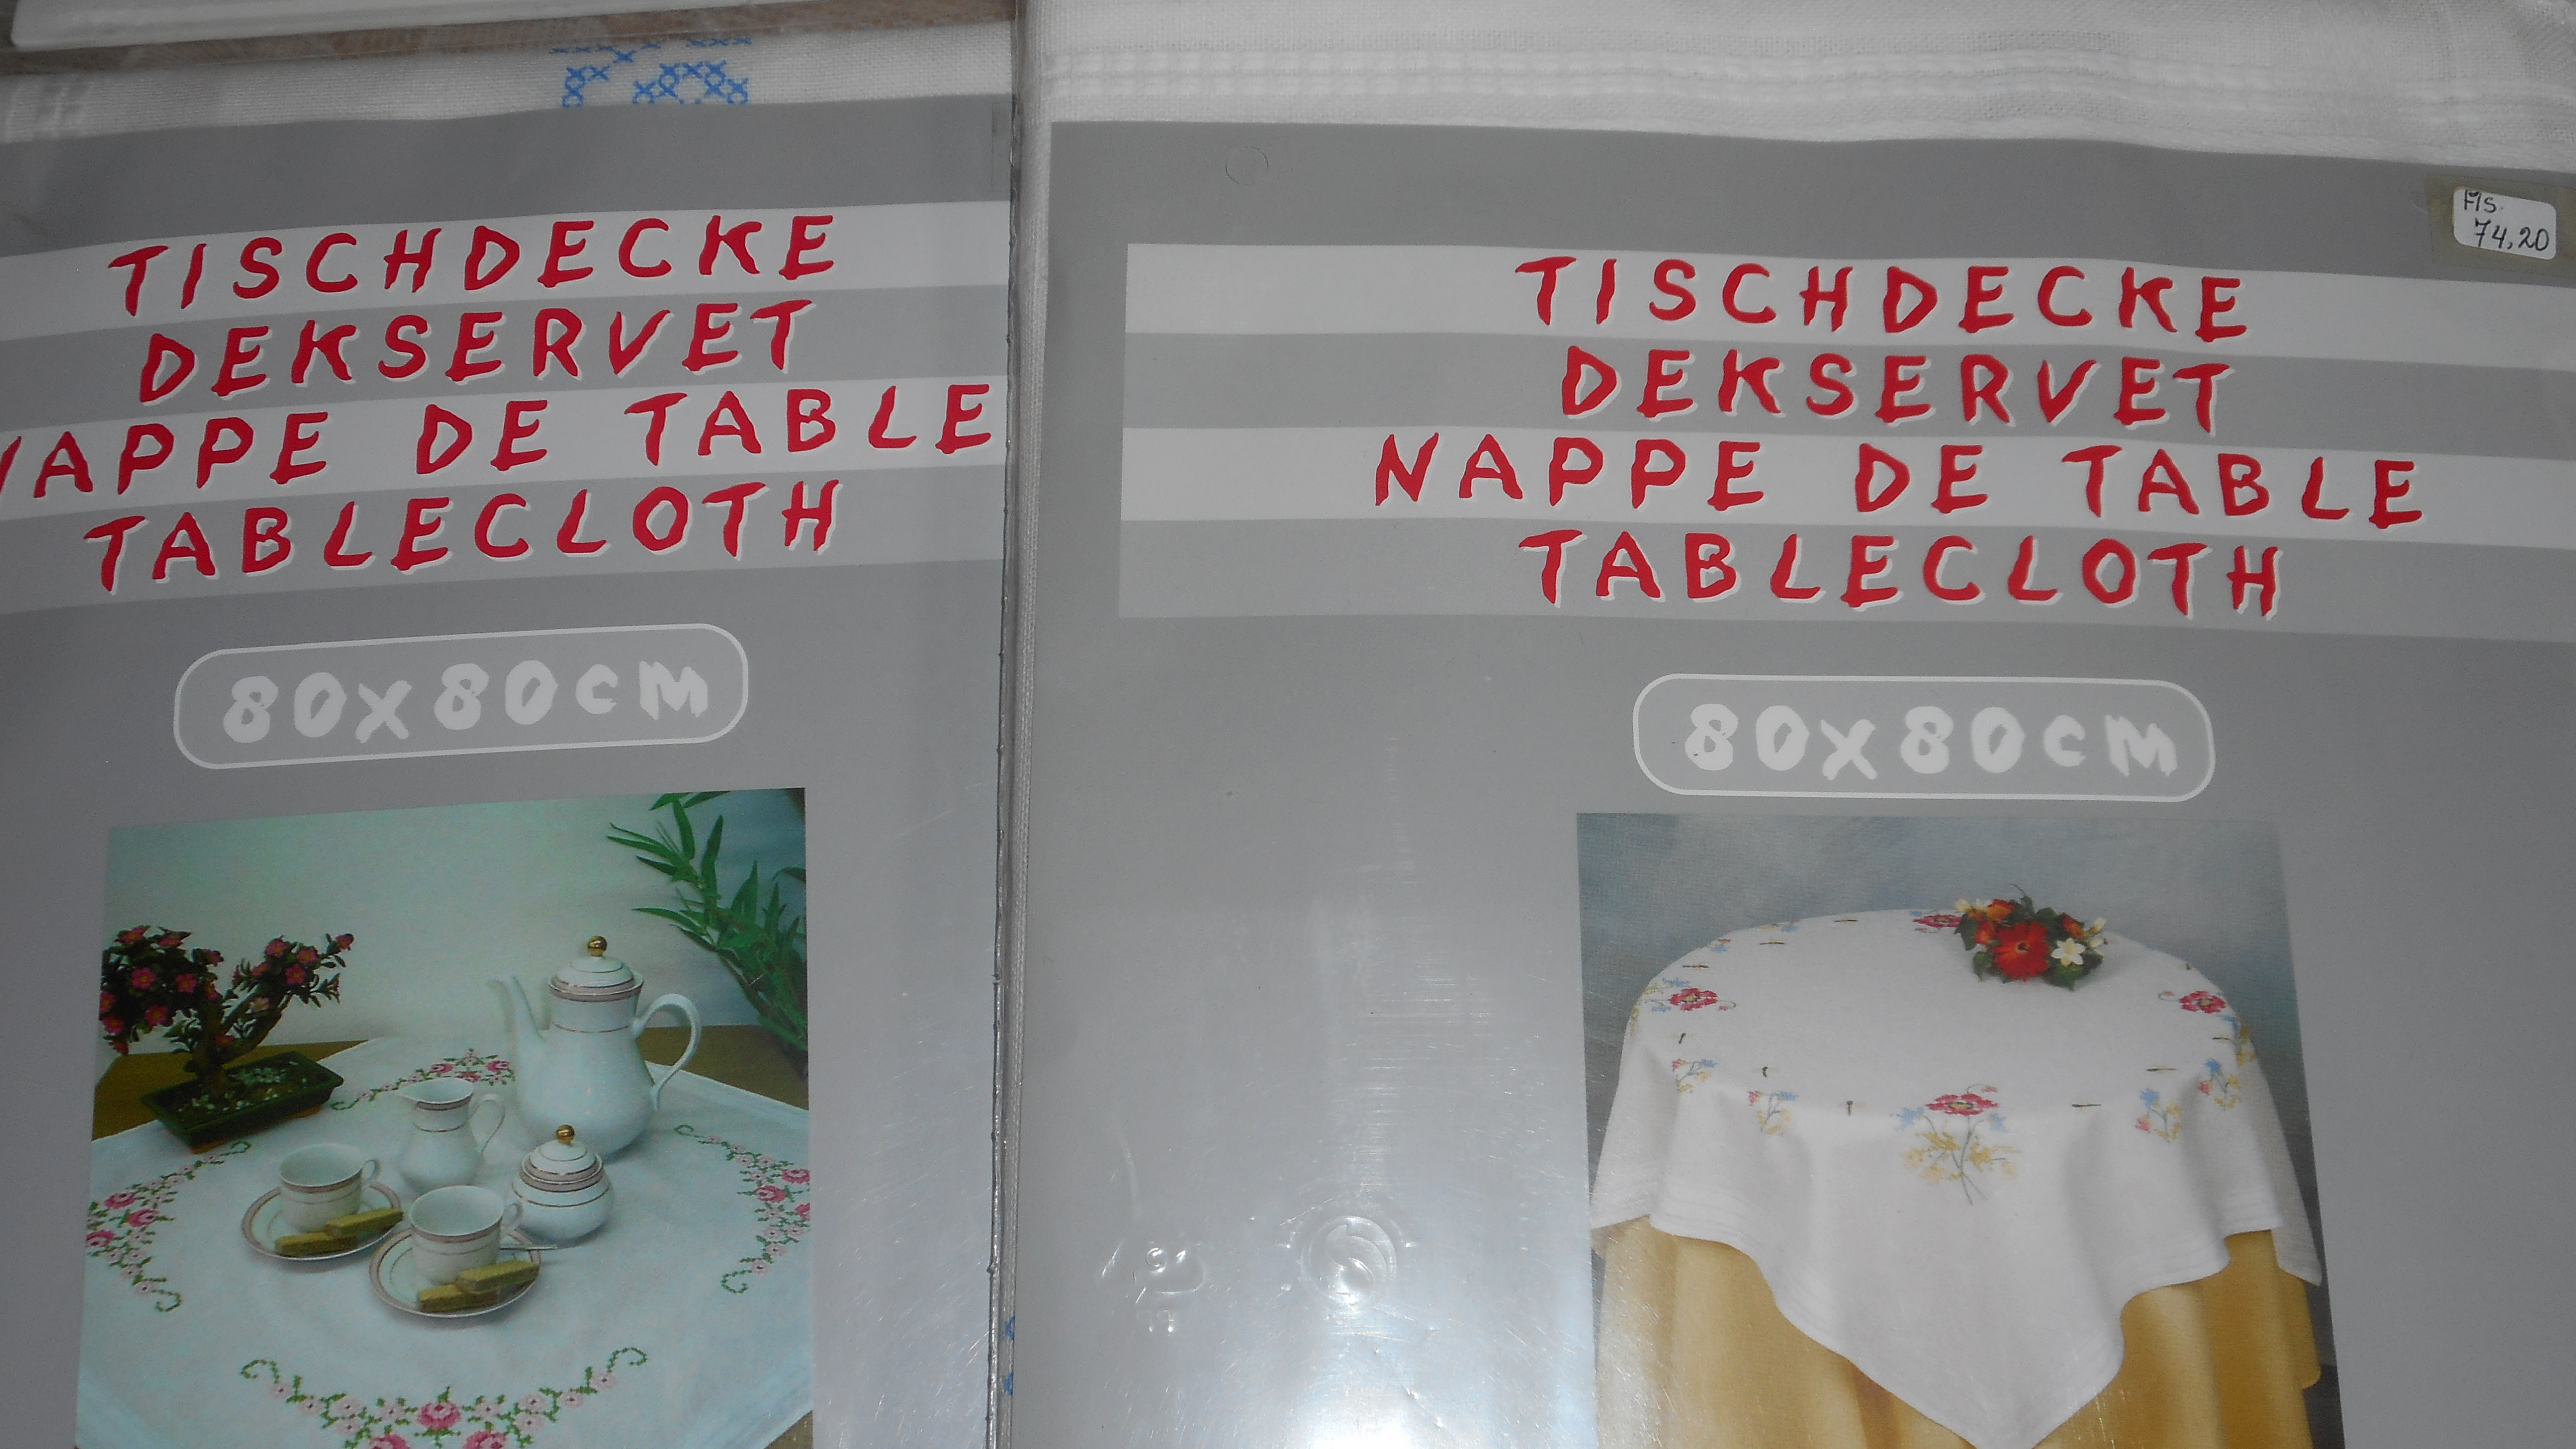 TISCHDECKE
DEKSERVET
NAPPE DE TABLE
TABLECLOTH
80x80cm
Fls.
74,20
TISCHDECKE
DEKSERVET
NAPPE DE TABLE
TABLECLOTH
80x80cm